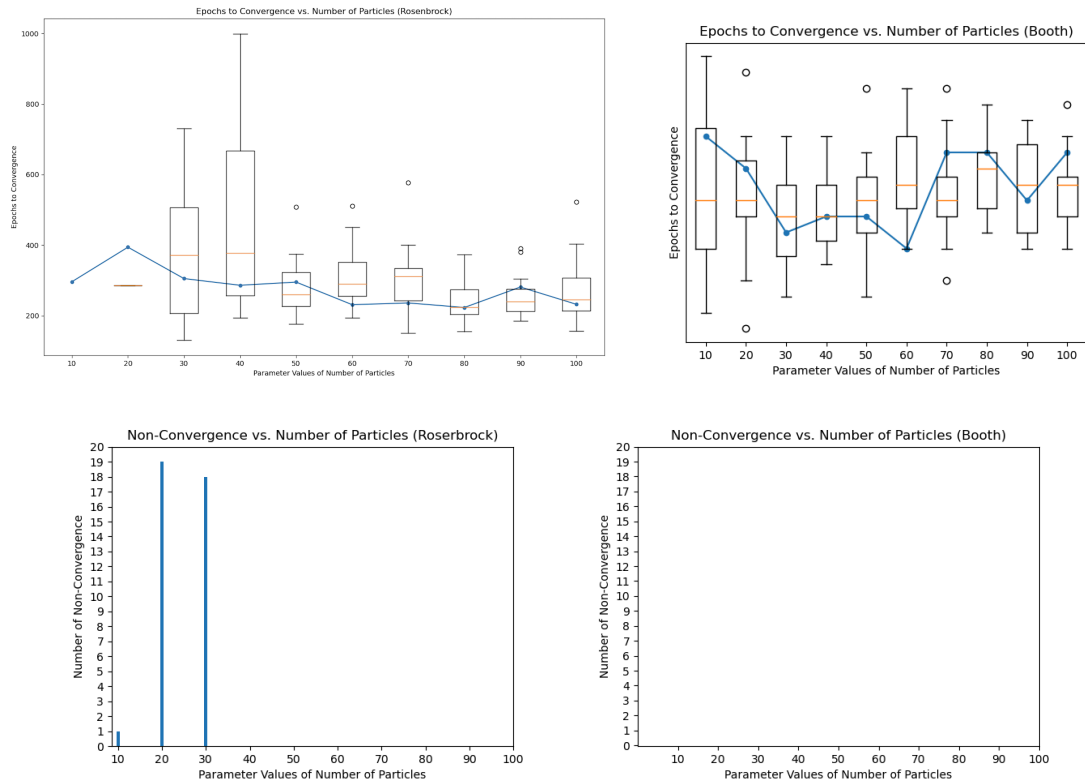 Epochs to Convergence vs. Number of Particles (Rosenbrock)
1000
800
600
400
200
Epochs to Convergence
10 20 30 40 50 60 70 80 90 100
Parameter Values of Number of Particles
Epochs to Convergence vs. Number of Particles (Booth)
Epochs to Convergence
10 20 30 40 50 60 70 80 90 100
Parameter Values of Number of Particles
Non-Convergence vs. Number of Particles (Roserbrock)
20
19
18
17
16
15
14
13
12
11
10
9
8
7
6
5
4
3
2
1
0
Number of Non-Convergence
10 20 30 40 50 60 70 80 90 100
Parameter Values of Number of Particles
Non-Convergence vs. Number of Particles (Booth)
20
19
18
17
16
15
14
13
12
11
10
9
8
7
6
5
4
3
2
1
0
Number of Non-Convergence
10 20 30 40 50 60 70 80 90 100
Parameter Values of Number of Particles